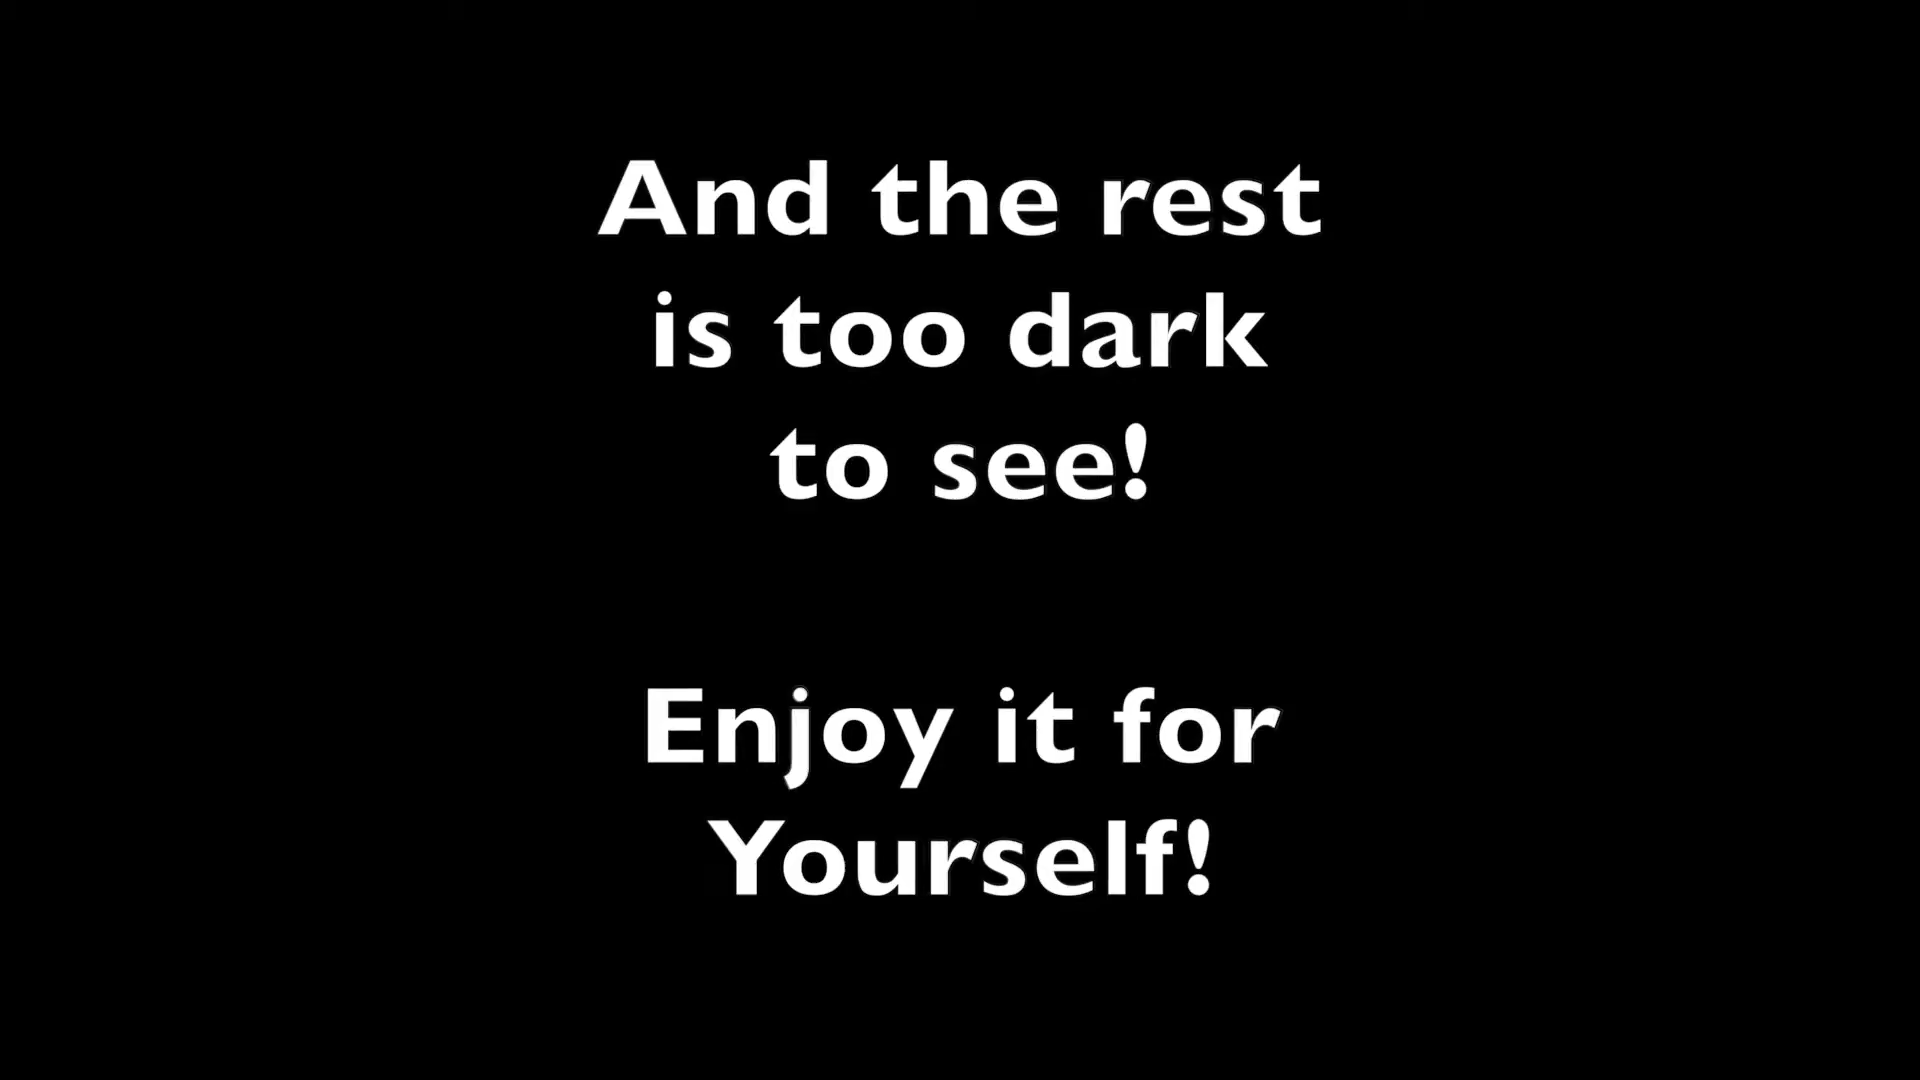 And the rest
is too dark
to see!
Enjoy it for
Yourself!